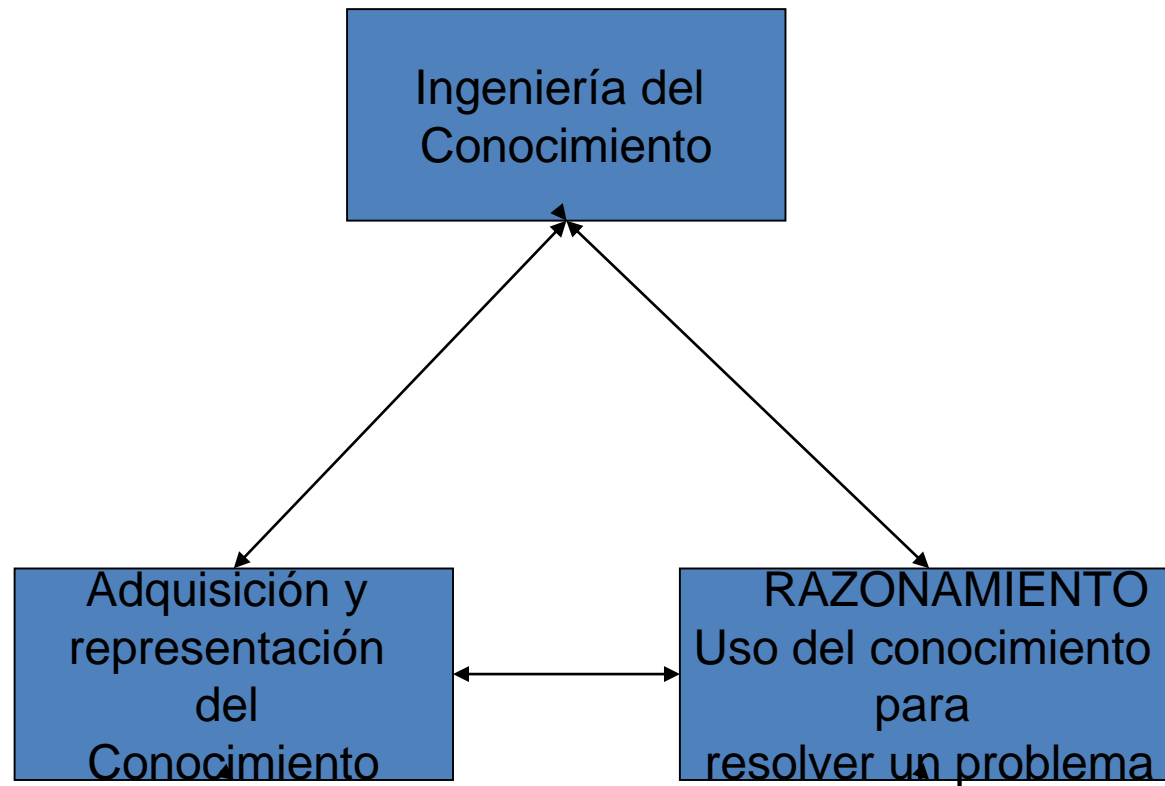 Ingeniería del
Conocimiento
Adquisición y
representación
del
Conocimiento
RAZONAMIENTO
Uso del conocimiento
para
resolver un problema